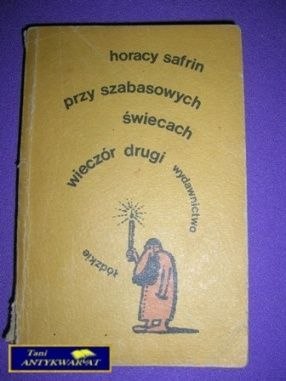 horacy safrin
przy szabasowych
świecach
wieczór drugi
wydawnictwo
łódzkie
Tani
ANTYKWARIAT